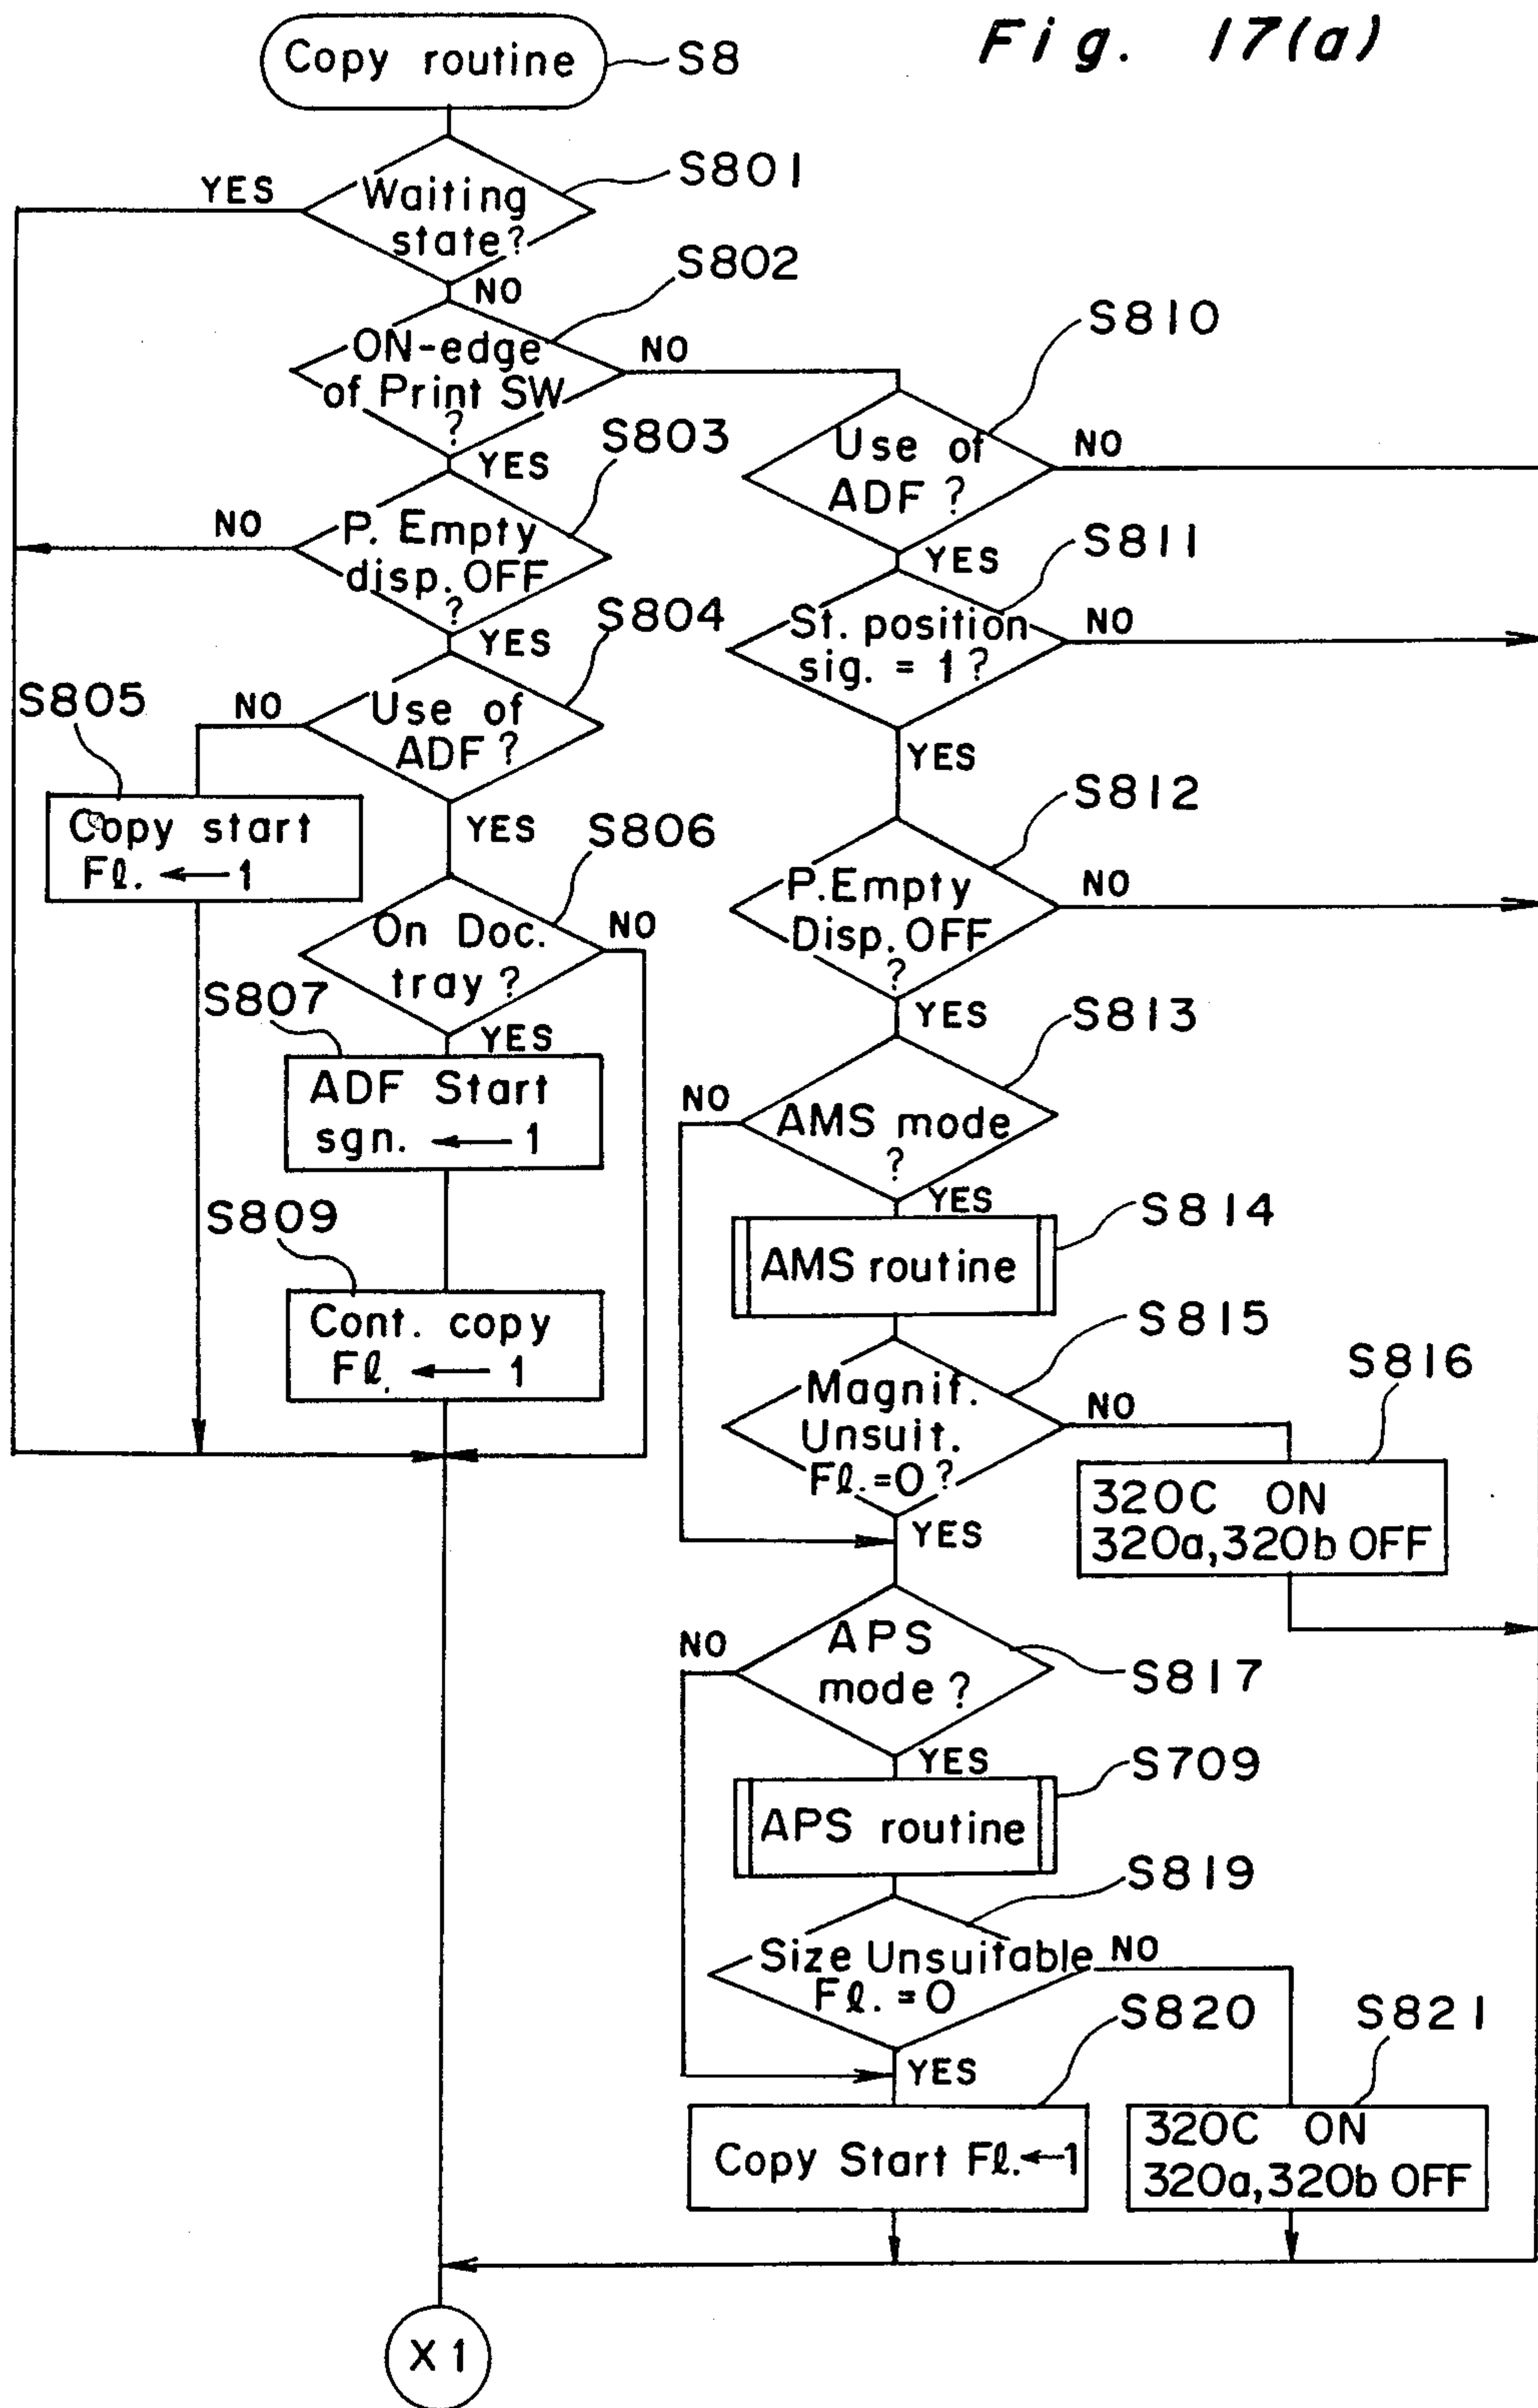 Fig. 17(a)
Copy routine
S8
Waiting
state?
S801
YES
NO
ON-edge
of Print SW
?
S802
NO
YES
P. Empty
disp. OFF
?
S803
NO
YES
Use of
ADF ?
S804
NO
YES
S805
Copy start
Fl. ← 1
On Doc.
tray ?
S806
NO
YES
S807
ADF Start
sgn. ← 1
S809
Cont. copy
Fl. ← 1
Use of
ADF ?
S810
NO
YES
St. position
sig. = 1 ?
S811
NO
YES
P. Empty
Disp. OFF
?
S812
NO
YES
AMS mode
?
S813
NO
YES
AMS routine
S814
Magnif.
Unsuit.
Fl. = 0 ?
S815
NO
YES
S816
320C ON
320a, 320b OFF
APS
mode ?
S817
NO
YES
APS routine
S709
Size Unsuitable
Fl. = 0
S819
NO
YES
S820
Copy Start Fl. ← 1
S821
320C ON
320a, 320b OFF
X1